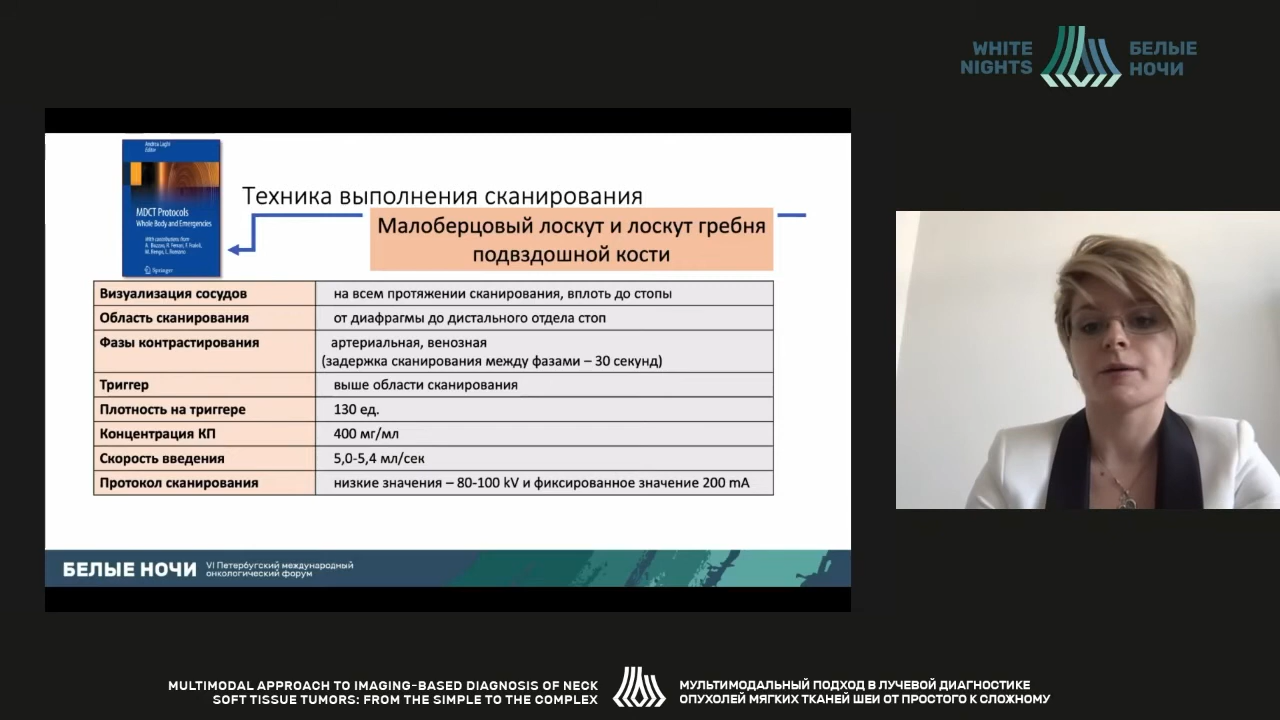 WHITE
NIGHTS
БЕЛЫЕ
НОЧИ
Andrea Laghi
Editor
MDCT Protocols
Whole Body and Emergencies
With contributions from
Springer
Техника выполнения сканирования
Малоберцовый лоскут и лоскут гребня
подвздошной кости
Визуализация сосудов на всем протяжении сканирования, вплоть до стопы
Область сканирования от диафрагмы до дистального отдела стоп
Фазы контрастирования артериальная, венозная
(задержка сканирования между фазами – 30 секунд)
Триггер выше области сканирования
Плотность на триггере 130 ед.
Концентрация КП 400 мг/мл
Скорость введения 5,0-5,4 мл/сек
Протокол сканирования низкие значения – 80-100 kV и фиксированное значение 200 mA
БЕЛЫЕ НОЧИ
VI Петербургский международный
онкологический форум
MULTIMODAL APPROACH TO IMAGING-BASED DIAGNOSIS OF NECK
SOFT TISSUE TUMORS: FROM THE SIMPLE TO THE COMPLEX
МУЛЬТИМОДАЛЬНЫЙ ПОДХОД В ЛУЧЕВОЙ ДИАГНОСТИКЕ
ОПУХОЛЕЙ МЯГКИХ ТКАНЕЙ ШЕИ ОТ ПРОСТОГО К СЛОЖНОМУ